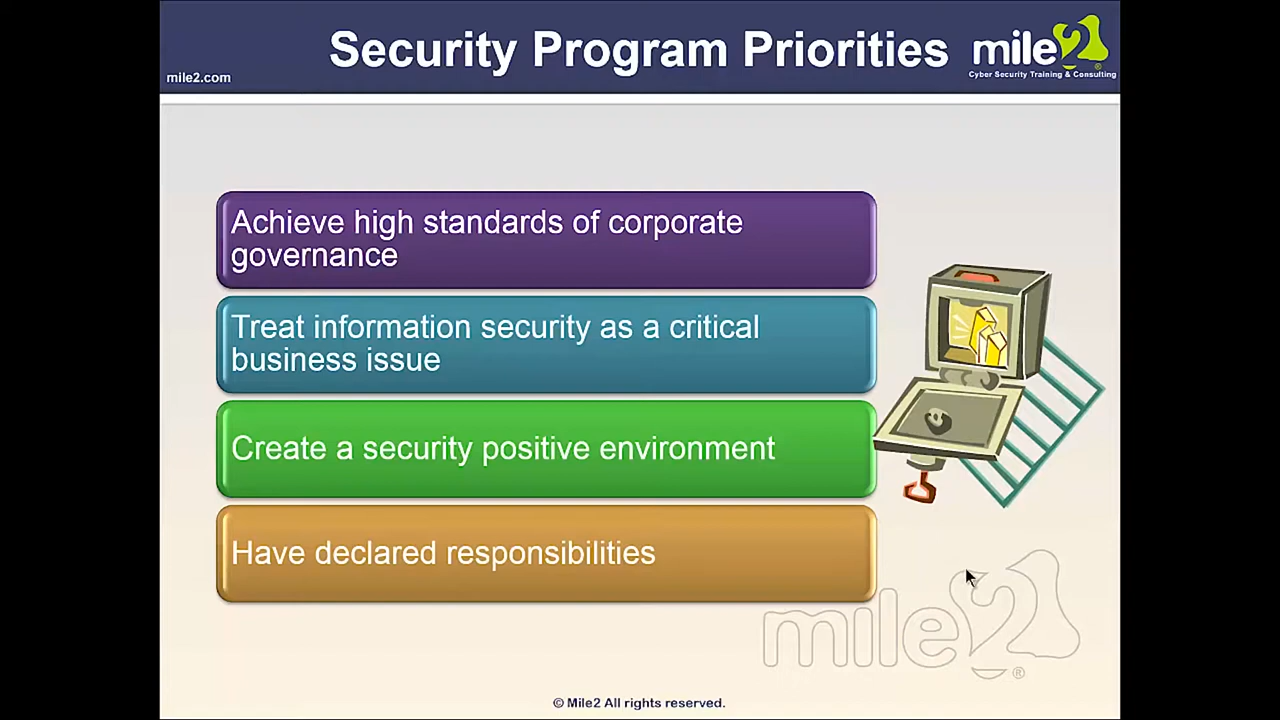 Security Program Priorities
mile2
mile2.com
Cyber Security Training & Consulting
Achieve high standards of corporate
governance
Treat information security as a critical
business issue
Create a security positive environment
Have declared responsibilities
mile2®
© Mile2 All rights reserved.